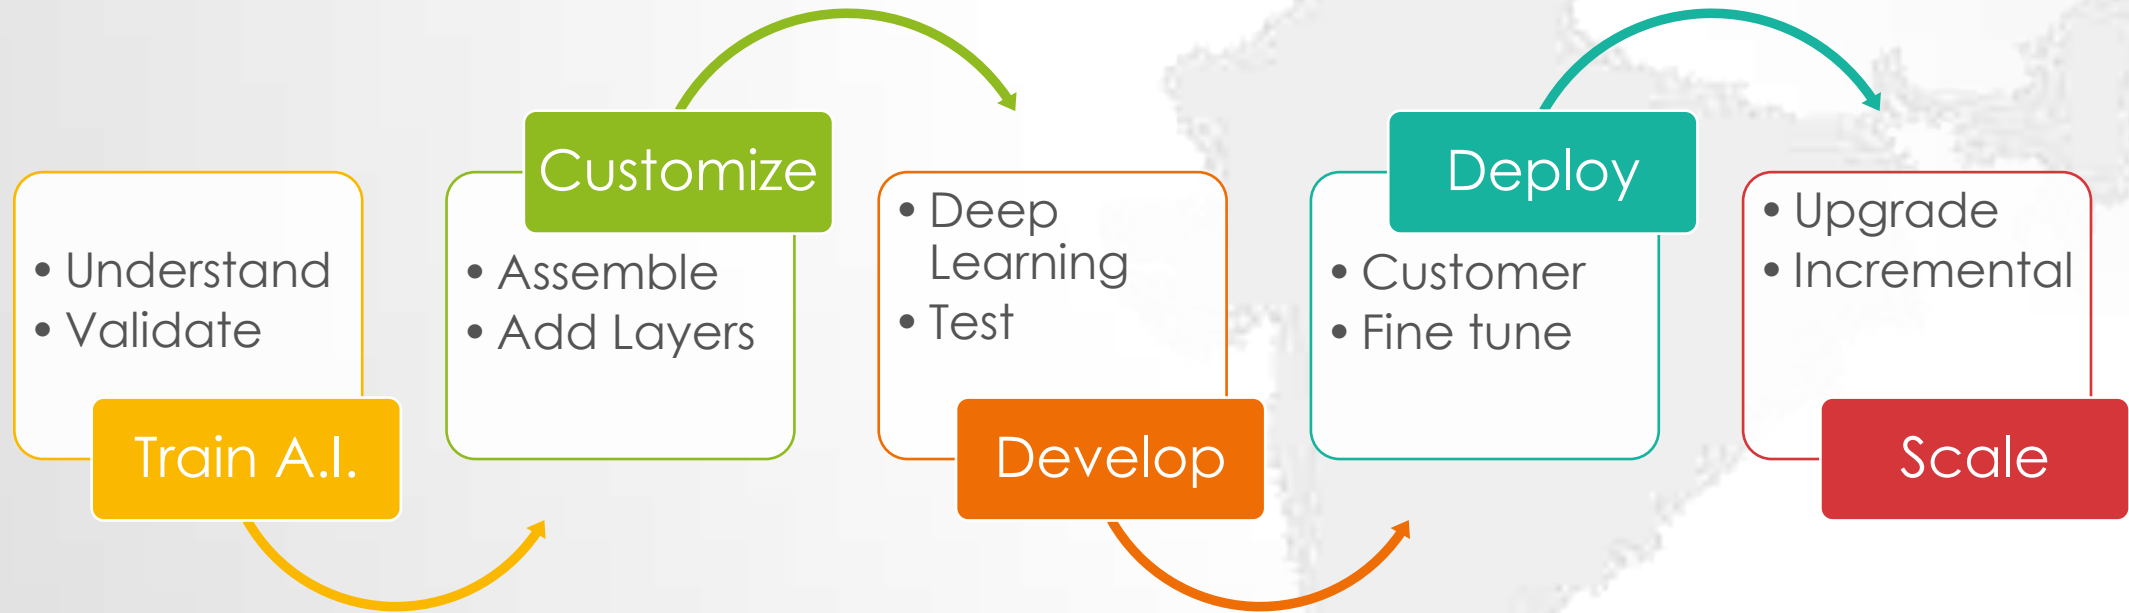 • Understand
• Validate
Train A.I.
Customize
• Assemble
• Add Layers
• Deep
Learning
• Test
Develop
Deploy
• Customer
• Fine tune
• Upgrade
• Incremental
Scale